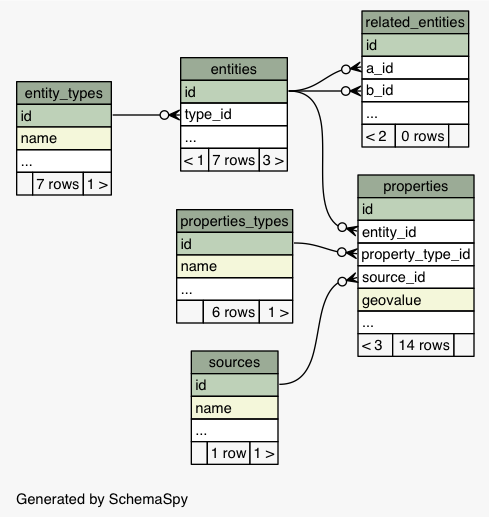 related_entities
id
a_id
b_id
...
< 2 0 rows
entities
id
type_id
...
< 1 7 rows 3 >
entity_types
id
name
...
7 rows 1 >
properties
id
entity_id
property_type_id
source_id
geovalue
...
< 3 14 rows
properties_types
id
name
...
6 rows 1 >
sources
id
name
...
1 row 1 >
Generated by SchemaSpy